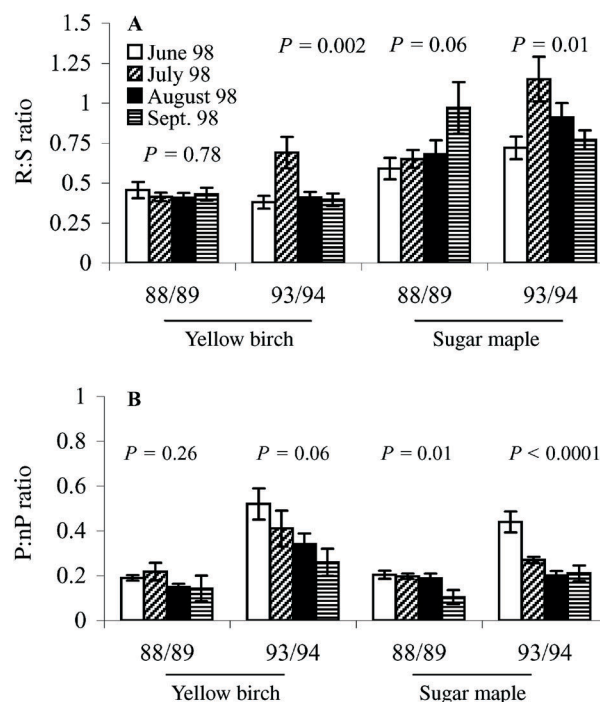 A
1.5
1.25
1
0.75
0.5
0.25
0
R:S ratio
June 98
July 98
August 98
Sept. 98
P = 0.78
P = 0.002
P = 0.06
P = 0.01
88/89 93/94 88/89 93/94
Yellow birch Sugar maple
B
1
0.8
0.6
0.4
0.2
0
P:nP ratio
P = 0.26 P = 0.06 P = 0.01 P < 0.0001
88/89 93/94 88/89 93/94
Yellow birch Sugar maple